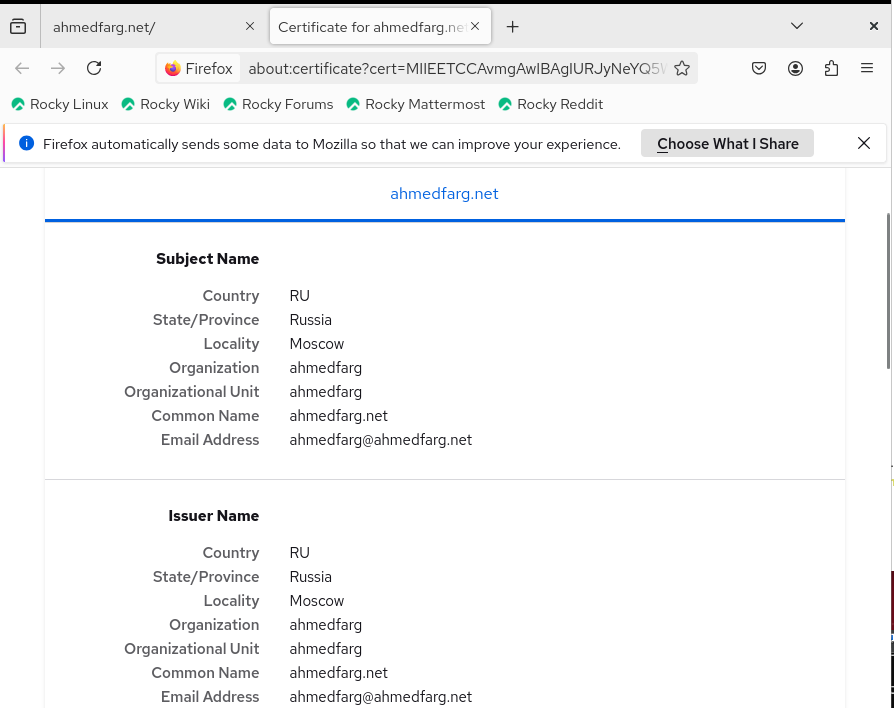 ahmedfarg.net/
Certificate for ahmedfarg.ne
Firefox about:certificate?cert=MIIEETCCAvmgAwIBAgIURJyNeYQ5W
Rocky Linux Rocky Wiki Rocky Forums Rocky Mattermost Rocky Reddit
Firefox automatically sends some data to Mozilla so that we can improve your experience. Choose What I Share
ahmedfarg.net
Subject Name
Country RU
State/Province Russia
Locality Moscow
Organization ahmedfarg
Organizational Unit ahmedfarg
Common Name ahmedfarg.net
Email Address ahmedfarg@ahmedfarg.net
Issuer Name
Country RU
State/Province Russia
Locality Moscow
Organization ahmedfarg
Organizational Unit ahmedfarg
Common Name ahmedfarg.net
Email Address ahmedfarg@ahmedfarg.net